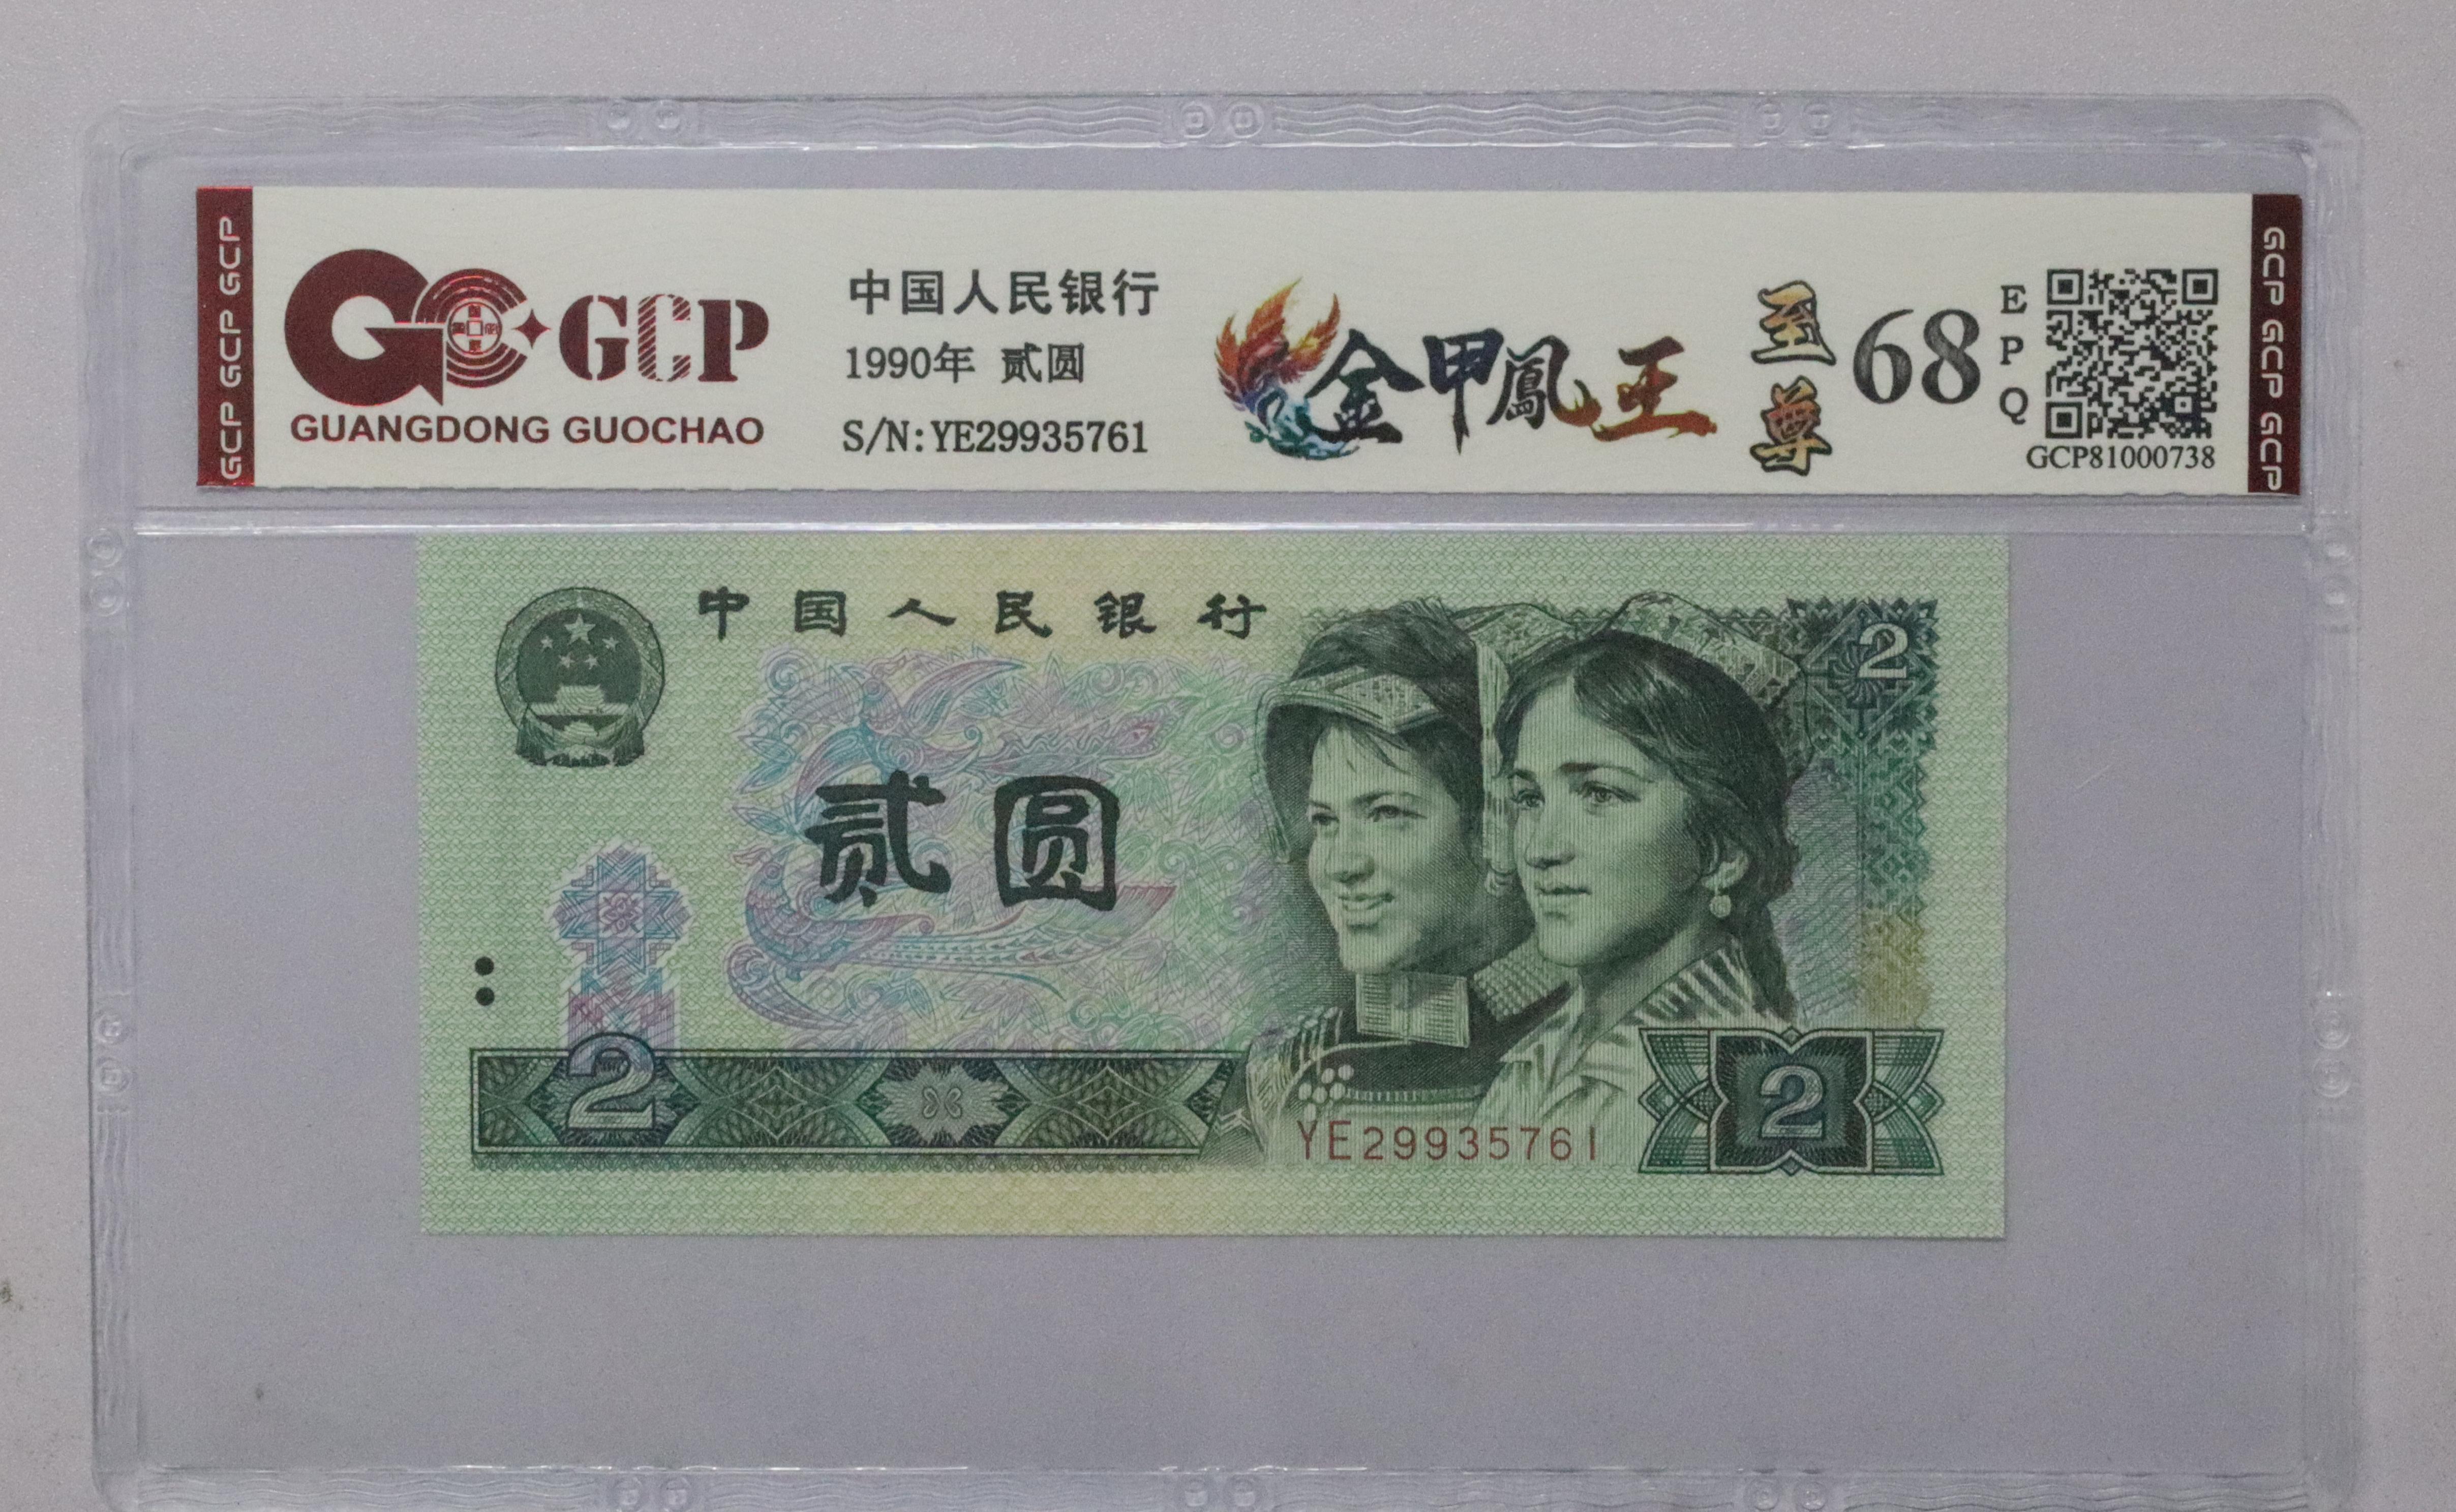 GCP GCP GCP
GCP
GUANGDONG GUOCHAO
中国人民银行
1990年 贰圆
S/N:YE29935761
金甲鳳王
至尊
68
EPQ
GCP81000738
GCP GCP GCP
中国人民银行
2
贰圆
2
YE29935761
2